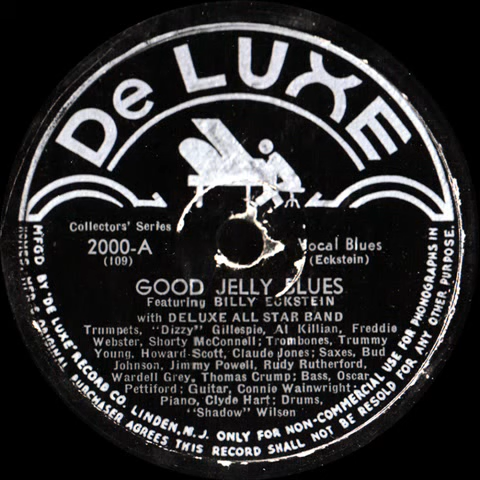 De LUXE
Collectors' Series
2000-A
(109)
Vocal Blues
(Eckstein)
GOOD JELLY BLUES
Featuring BILLY ECKSTEIN
with DELUXE ALL STAR BAND
Trumpets, "Dizzy" Gillespie, Al Killian, Freddie
Webster, Shorty McConnell; Trombones, Trummy
Young, Howard Scott, Claude Jones; Saxes, Bud
Johnson, Jimmy Powell, Rudy Rutherford,
Wardell Grey, Thomas Crump; Bass, Oscar
Pettiford; Guitar, Connie Wainwright;
Piano, Clyde Hart; Drums,
"Shadow" Wilson
MFGD BY 'DE LUXE' RECORD CO. LINDEN, N.J. ONLY FOR NON-COMMERCIAL USE FOR PHONOGRAPHS IN
HOMES. MFR. & ORIGINAL PURCHASER AGREES THIS RECORD SHALL NOT BE RESOLD FOR ANY OTHER PURPOSE.